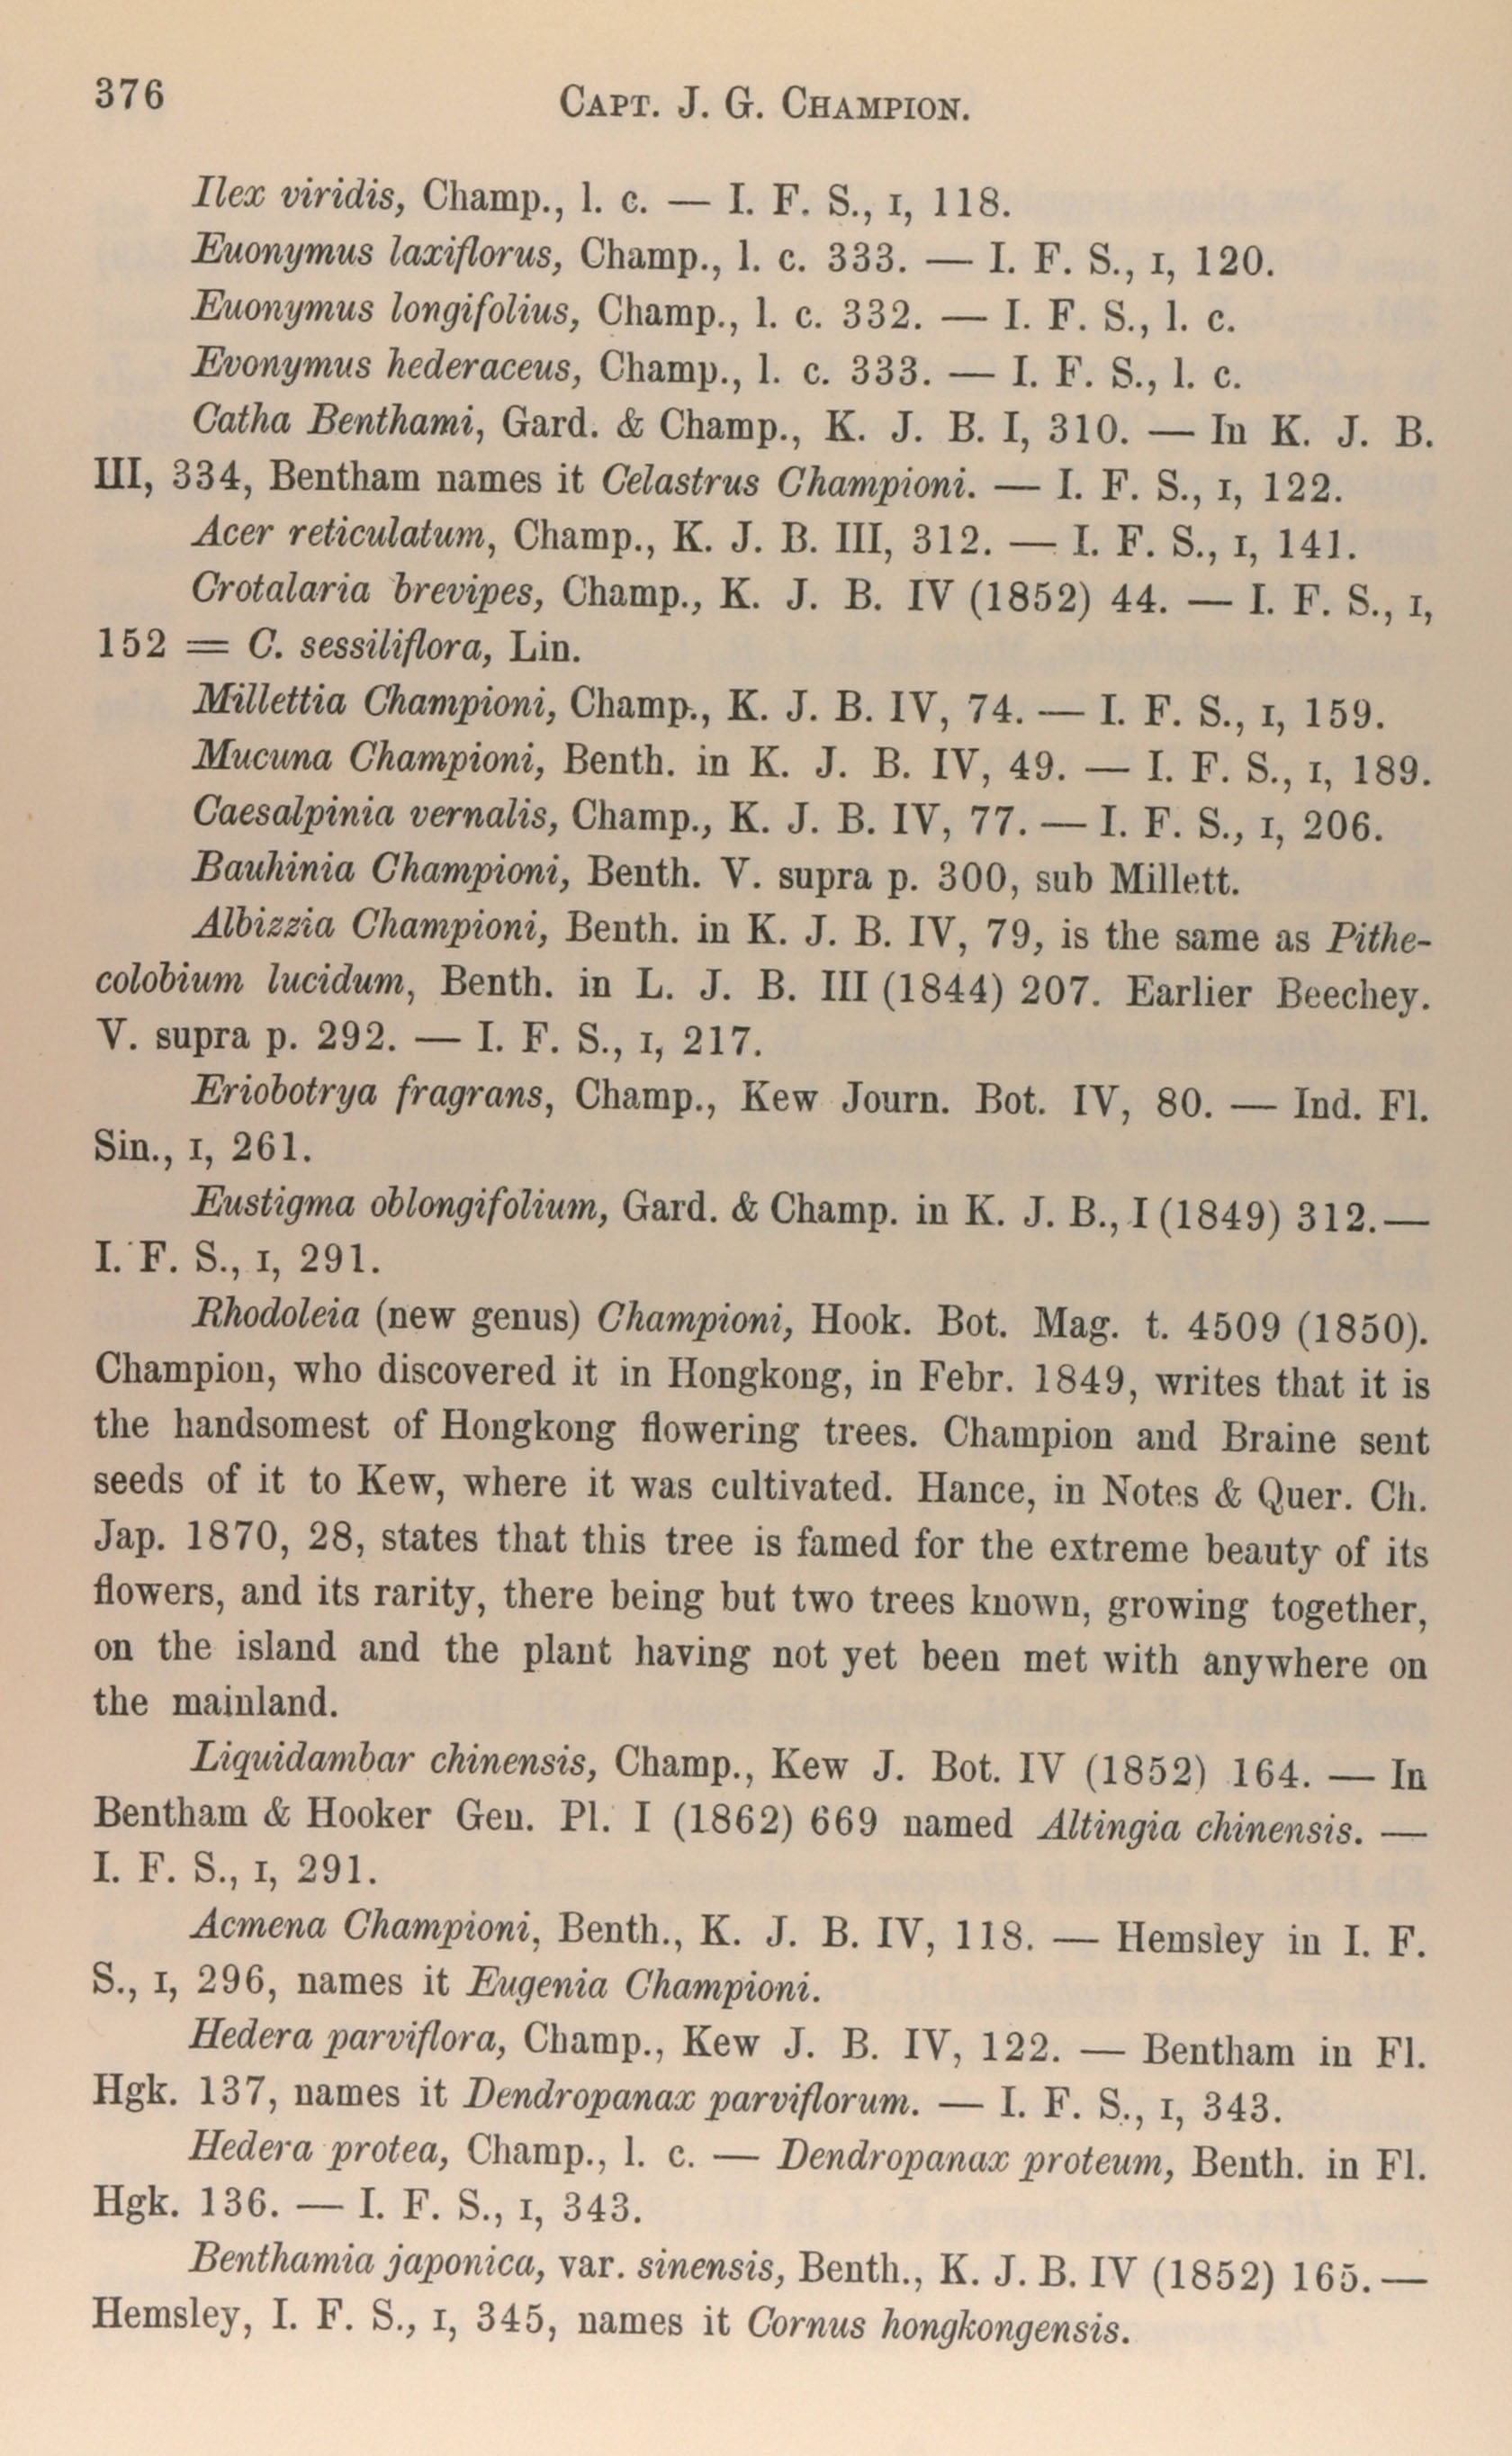 376
CAPT. J. G. CHAMPION.
Ilex viridis, Champ., l. c. — I. F. S., I, 118.
Euonymus laxiflorus, Champ., l. c. 333. — I. F. S., I, 120.
Euonymus longifolius, Champ., l. c. 332. — I. F. S., l. c.
Evonymus hederaceus, Champ., l. c. 333. — I. F. S., l. c.
Catha Benthami, Gard. & Champ., K. J. B. I, 310. — In K. J. B.
III, 334, Bentham names it Celastrus Championi. — I. F. S., I, 122.
Acer reticulatum, Champ., K. J. B. III, 312. — I. F. S., I, 141.
Crotalaria brevipes, Champ., K. J. B. IV (1852) 44. — I. F. S., I,
152 = C. sessiliflora, Lin.
Millettia Championi, Champ., K. J. B. IV, 74. — I. F. S., I, 159.
Mucuna Championi, Benth. in K. J. B. IV, 49. — I. F. S., I, 189.
Caesalpinia vernalis, Champ., K. J. B. IV, 77. — I. F. S., I, 206.
Bauhinia Championi, Benth. V. supra p. 300, sub Millett.
Albizzia Championi, Benth. in K. J. B. IV, 79, is the same as Pithe-
colobium lucidum, Benth. in L. J. B. III (1844) 207. Earlier Beechey.
V. supra p. 292. — I. F. S., I, 217.
Eriobotrya fragrans, Champ., Kew Journ. Bot. IV, 80. — Ind. Fl.
Sin., I, 261.
Eustigma oblongifolium, Gard. & Champ. in K. J. B., I (1849) 312.—
I. F. S., I, 291.
Rhodoleia (new genus) Championi, Hook. Bot. Mag. t. 4509 (1850).
Champion, who discovered it in Hongkong, in Febr. 1849, writes that it is
the handsomest of Hongkong flowering trees. Champion and Braine sent
seeds of it to Kew, where it was cultivated. Hance, in Notes & Quer. Ch.
Jap. 1870, 28, states that this tree is famed for the extreme beauty of its
flowers, and its rarity, there being but two trees known, growing together,
on the island and the plant having not yet been met with anywhere on
the mainland.
Liquidambar chinensis, Champ., Kew J. Bot. IV (1852) 164. — In
Bentham & Hooker Gen. Pl. I (1862) 669 named Altingia chinensis. —
I. F. S., I, 291.
Acmena Championi, Benth., K. J. B. IV, 118. — Hemsley in I. F.
S., I, 296, names it Eugenia Championi.
Hedera parviflora, Champ., Kew J. B. IV, 122. — Bentham in Fl.
Hgk. 137, names it Dendropanax parviflorum. — I. F. S., I, 343.
Hedera protea, Champ., l. c. — Dendropanax proteum, Benth. in Fl.
Hgk. 136. — I. F. S., I, 343.
Benthamia japonica, var. sinensis, Benth., K. J. B. IV (1852) 165.—
Hemsley, I. F. S., I, 345, names it Cornus hongkongensis.